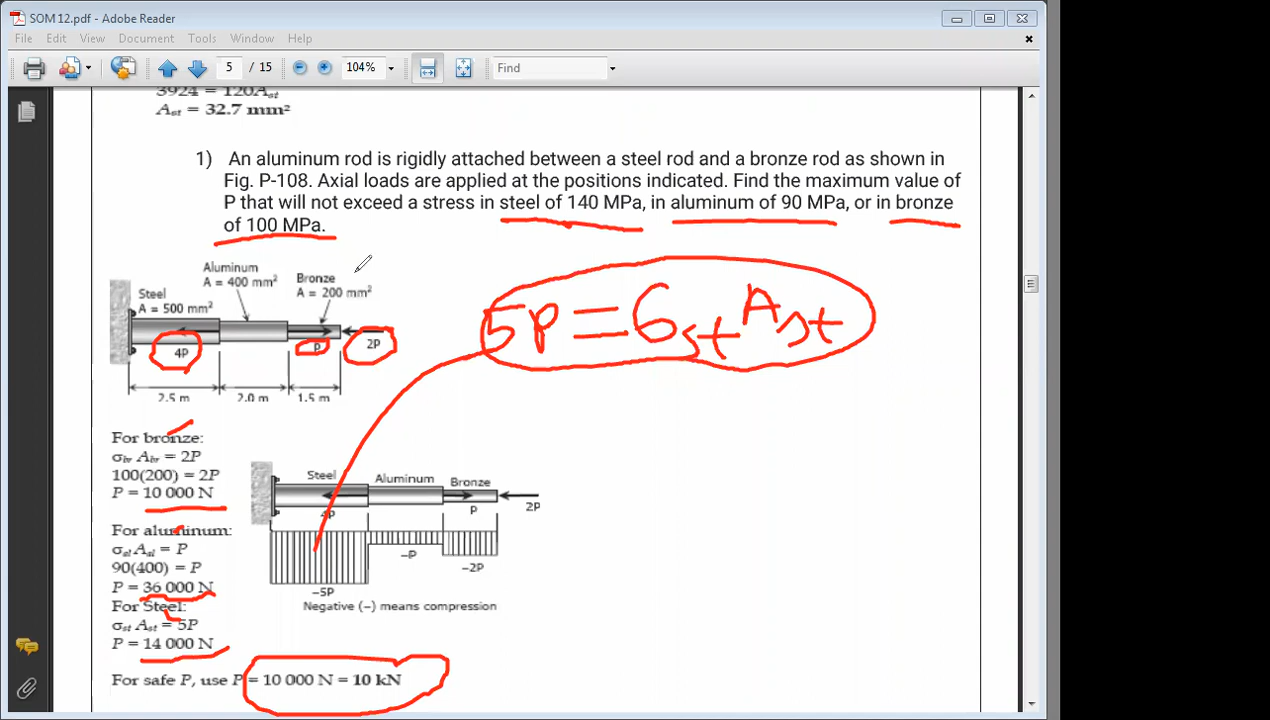 SOM 12.pdf - Adobe Reader
File Edit View Document Tools Window Help
5 / 15 104% Find
3924 = 120Ast
Ast = 32.7 mm²
1) An aluminum rod is rigidly attached between a steel rod and a bronze rod as shown in
Fig. P-108. Axial loads are applied at the positions indicated. Find the maximum value of
P that will not exceed a stress in steel of 140 MPa, in aluminum of 90 MPa, or in bronze
of 100 MPa.
Aluminum
A = 400 mm²
Bronze
A = 200 mm²
Steel
A = 500 mm²
4P P 2P
2.5 m 2.0 m 1.5 m
5P = σst Ast
For bronze:
σbr Abr = 2P
100(200) = 2P
P = 10 000 N
For aluminum:
σal Aal = P
90(400) = P
P = 36 000 N
For Steel:
σst Ast = 5P
P = 14 000 N
Steel Aluminum Bronze
4P P 2P
-P
-2P
-5P
Negative (-) means compression
For safe P, use P = 10 000 N = 10 kN